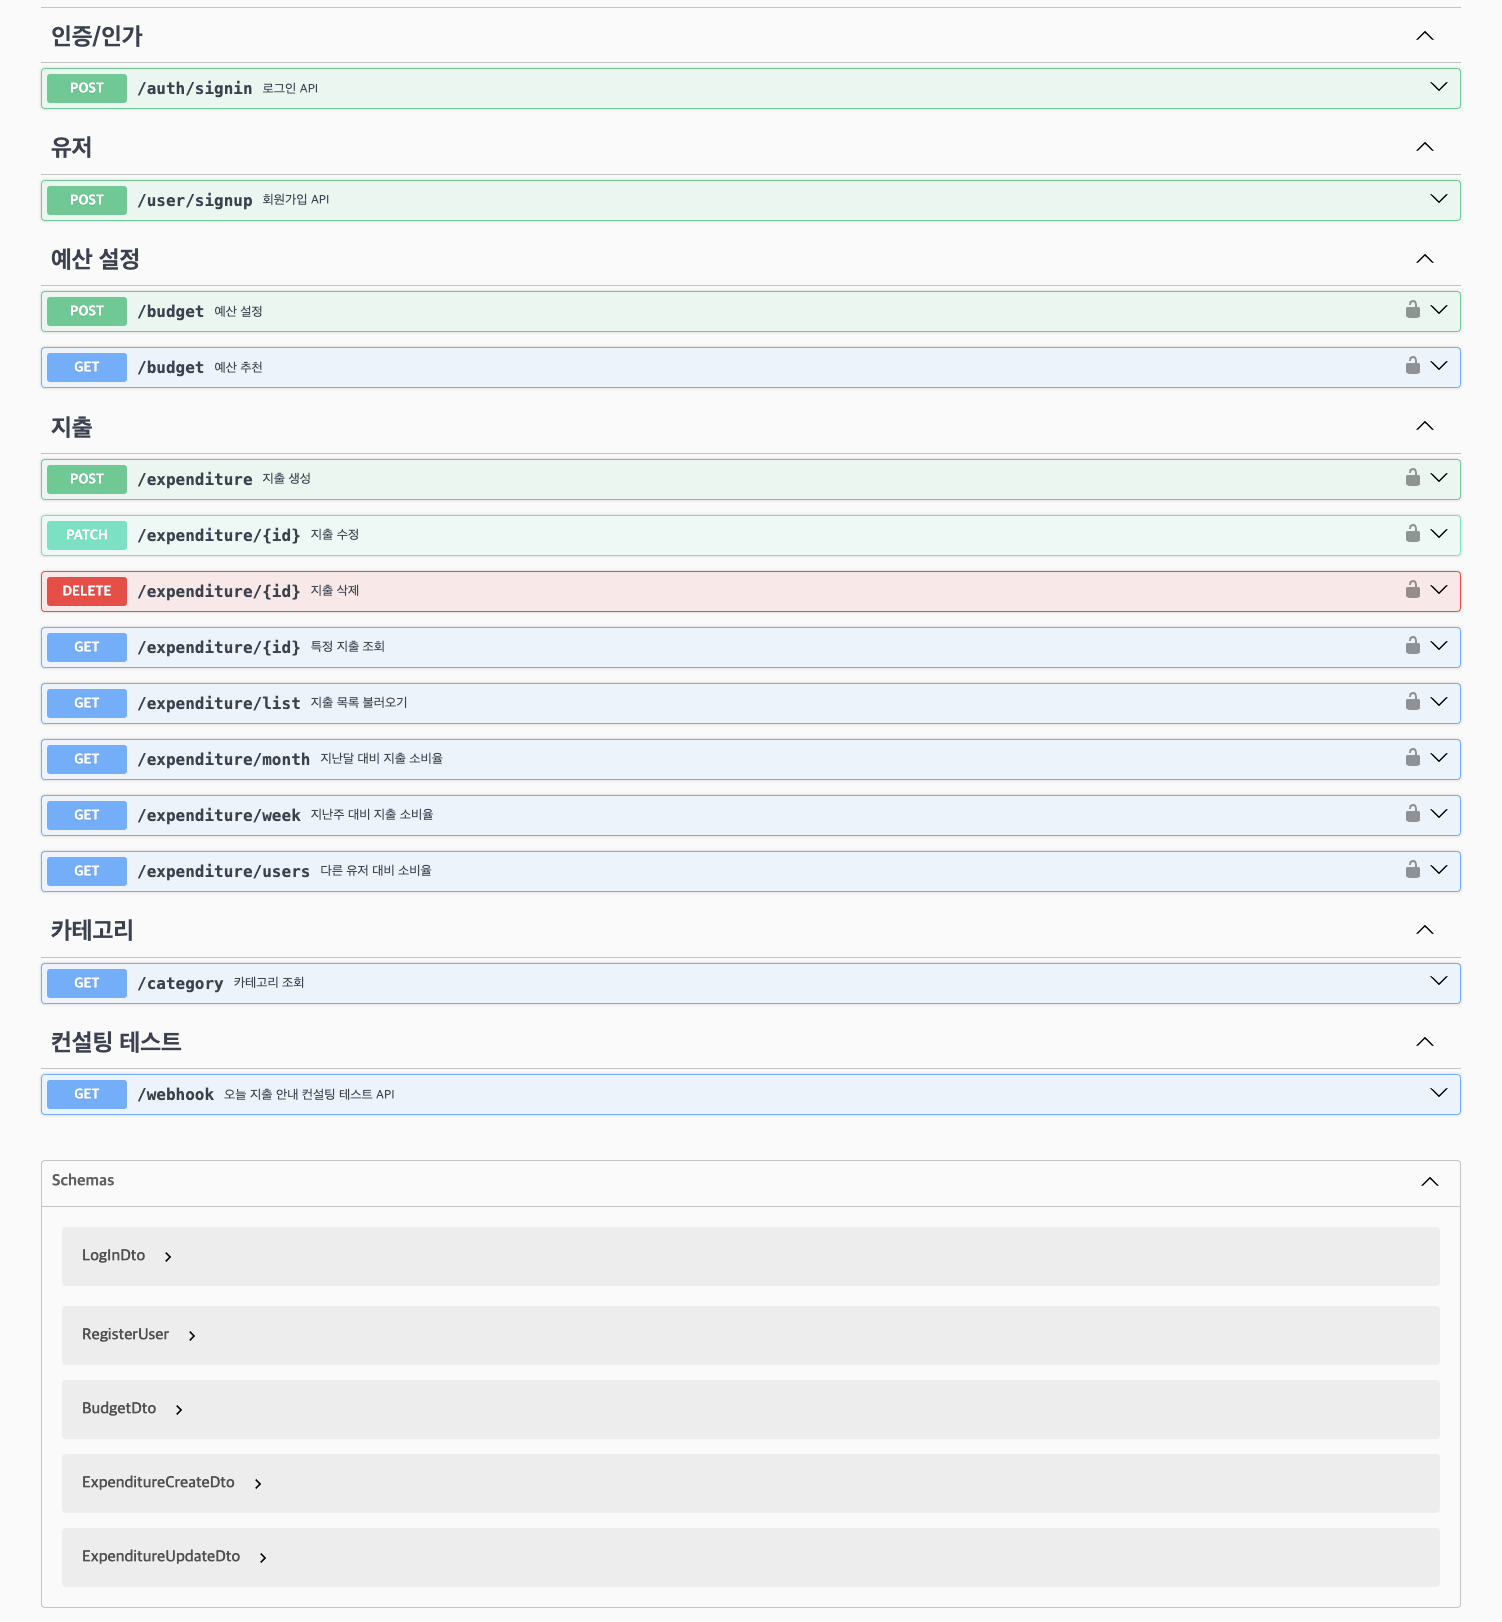 인증/인가
POST /auth/signin 로그인 API
유저
POST /user/signup 회원가입 API
예산 설정
POST /budget 예산 설정
GET /budget 예산 추천
지출
POST /expenditure 지출 생성
PATCH /expenditure/{id} 지출 수정
DELETE /expenditure/{id} 지출 삭제
GET /expenditure/{id} 특정 지출 조회
GET /expenditure/list 지출 목록 불러오기
GET /expenditure/month 지난달 대비 지출 소비율
GET /expenditure/week 지난주 대비 지출 소비율
GET /expenditure/users 다른 유저 대비 소비율
카테고리
GET /category 카테고리 조회
컨설팅 테스트
GET /webhook 오늘 지출 안내 컨설팅 테스트 API
Schemas
LogInDto
RegisterUser
BudgetDto
ExpenditureCreateDto
ExpenditureUpdateDto